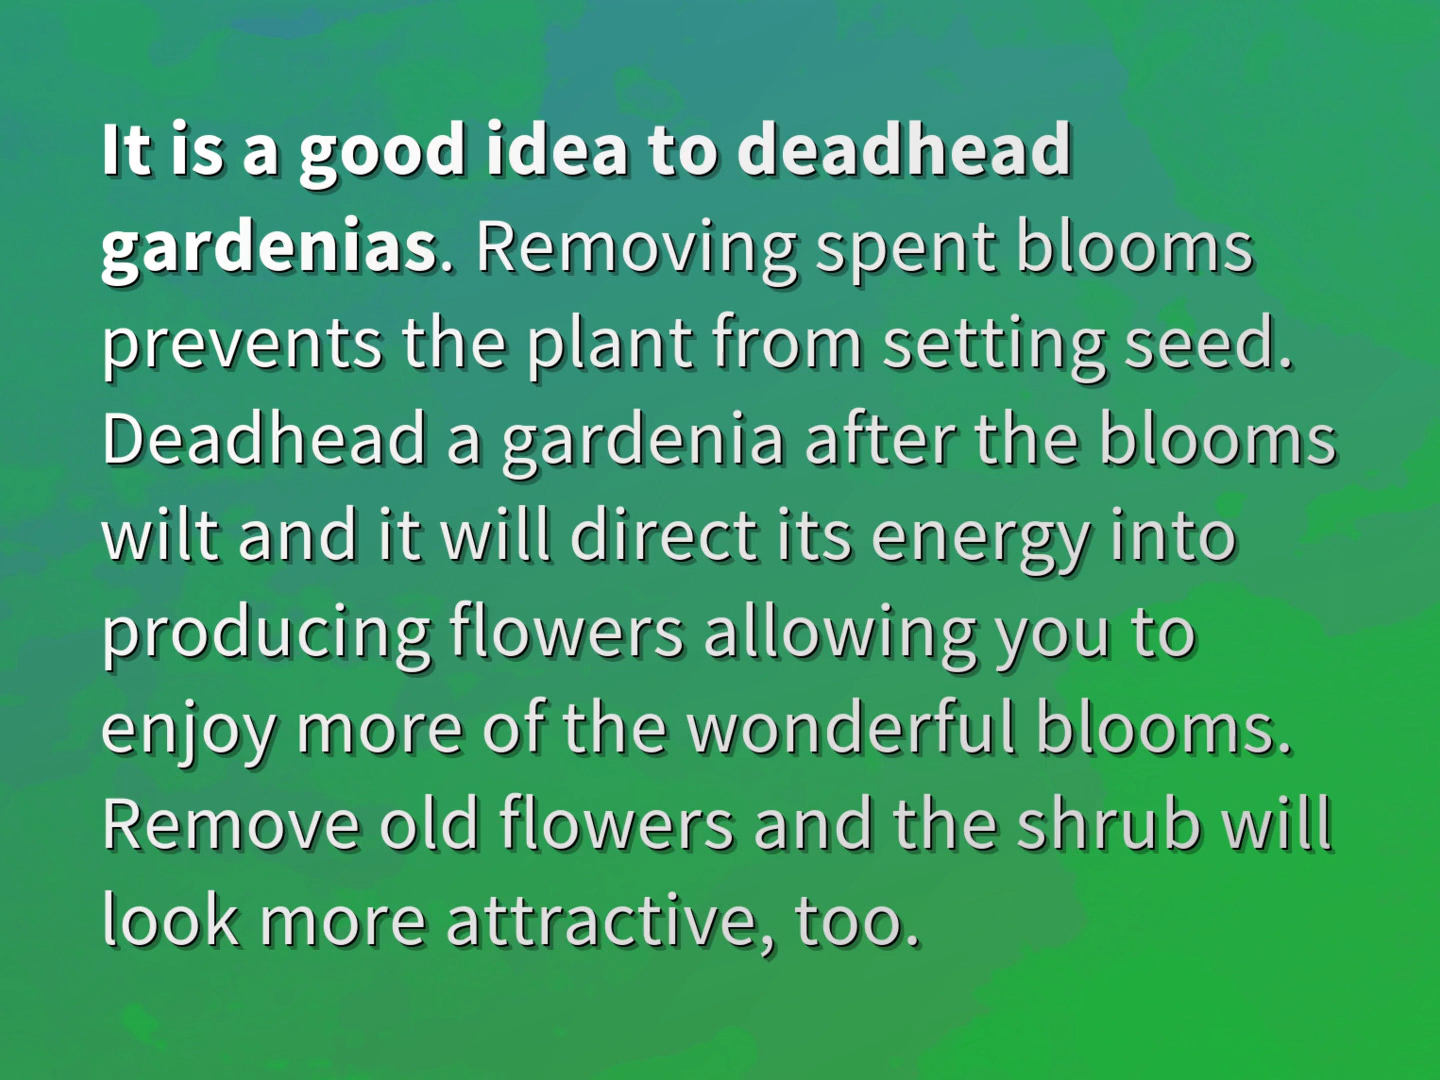 It is a good idea to deadhead
gardenias. Removing spent blooms
prevents the plant from setting seed.
Deadhead a gardenia after the blooms
wilt and it will direct its energy into
producing flowers allowing you to
enjoy more of the wonderful blooms.
Remove old flowers and the shrub will
look more attractive, too.